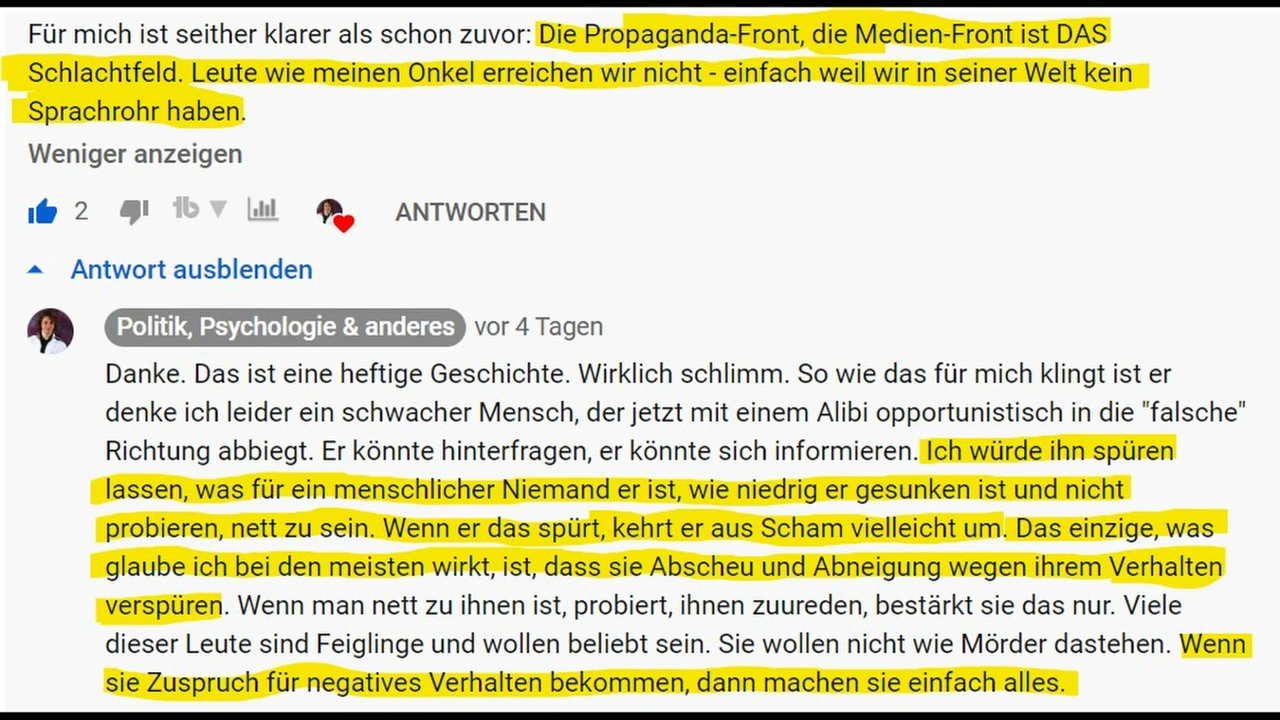 Für mich ist seither klarer als schon zuvor: Die Propaganda-Front, die Medien-Front ist DAS
Schlachtfeld. Leute wie meinen Onkel erreichen wir nicht - einfach weil wir in seiner Welt kein
Sprachrohr haben.
Weniger anzeigen
2 tb ANTWORTEN
Antwort ausblenden
Politik, Psychologie & anderes vor 4 Tagen
Danke. Das ist eine heftige Geschichte. Wirklich schlimm. So wie das für mich klingt ist er
denke ich leider ein schwacher Mensch, der jetzt mit einem Alibi opportunistisch in die "falsche"
Richtung abbiegt. Er könnte hinterfragen, er könnte sich informieren. Ich würde ihn spüren
lassen, was für ein menschlicher Niemand er ist, wie niedrig er gesunken ist und nicht
probieren, nett zu sein. Wenn er das spürt, kehrt er aus Scham vielleicht um. Das einzige, was
glaube ich bei den meisten wirkt, ist, dass sie Abscheu und Abneigung wegen ihrem Verhalten
verspüren. Wenn man nett zu ihnen ist, probiert, ihnen zuureden, bestärkt sie das nur. Viele
dieser Leute sind Feiglinge und wollen beliebt sein. Sie wollen nicht wie Mörder dastehen. Wenn
sie Zuspruch für negatives Verhalten bekommen, dann machen sie einfach alles.